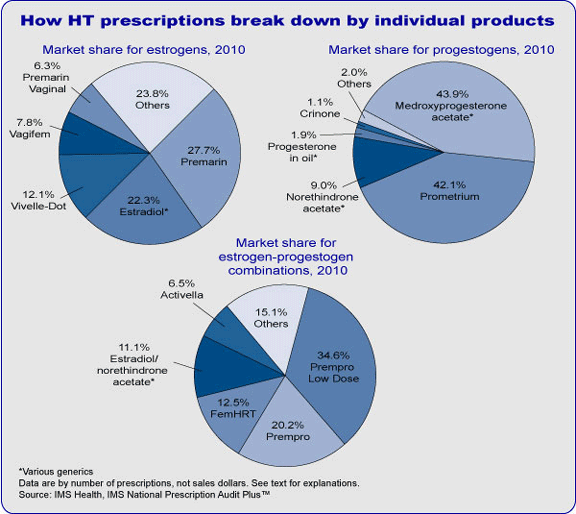 How HT prescriptions break down by individual products
Market share for estrogens, 2010
6.3%
Premarin
Vaginal
23.8%
Others
7.8%
Vagifem
27.7%
Premarin
12.1%
Vivelle-Dot
22.3%
Estradiol*
Market share for progestogens, 2010
2.0%
Others
43.9%
Medroxyprogesterone
acetate*
1.1%
Crinone
1.9%
Progesterone
in oil*
9.0%
Norethindrone
acetate*
42.1%
Prometrium
Market share for
estrogen-progestogen
combinations, 2010
6.5%
Activella
15.1%
Others
11.1%
Estradiol/
norethindrone
acetate*
34.6%
Prempro
Low Dose
12.5%
FemHRT
20.2%
Prempro
*Various generics
Data are by number of prescriptions, not sales dollars. See text for explanations.
Source: IMS Health, IMS National Prescription Audit Plus™